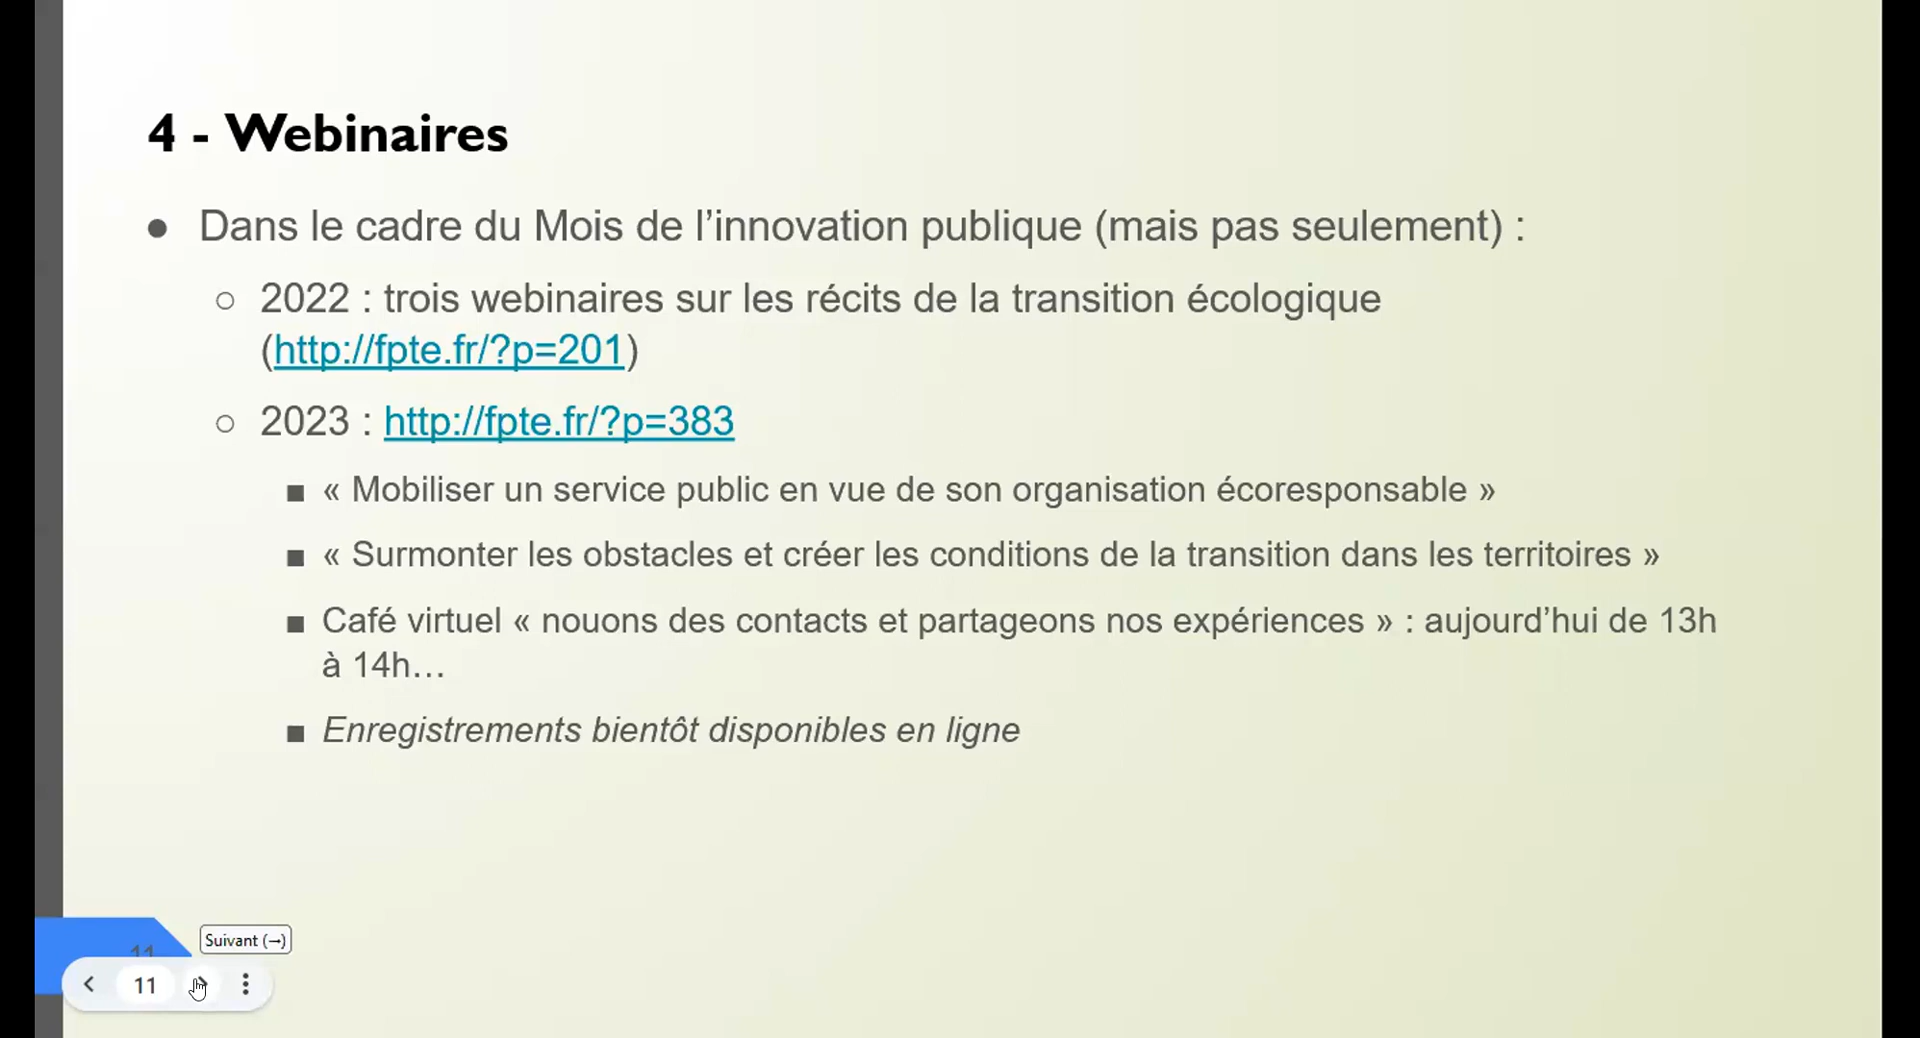 4 - Webinaires
● Dans le cadre du Mois de l’innovation publique (mais pas seulement) :
○ 2022 : trois webinaires sur les récits de la transition écologique
(http://fpte.fr/?p=201)
○ 2023 : http://fpte.fr/?p=383
■ « Mobiliser un service public en vue de son organisation écoresponsable »
■ « Surmonter les obstacles et créer les conditions de la transition dans les territoires »
■ Café virtuel « nouons des contacts et partageons nos expériences » : aujourd’hui de 13h
à 14h…
■ Enregistrements bientôt disponibles en ligne
Suivant (→)
11
11